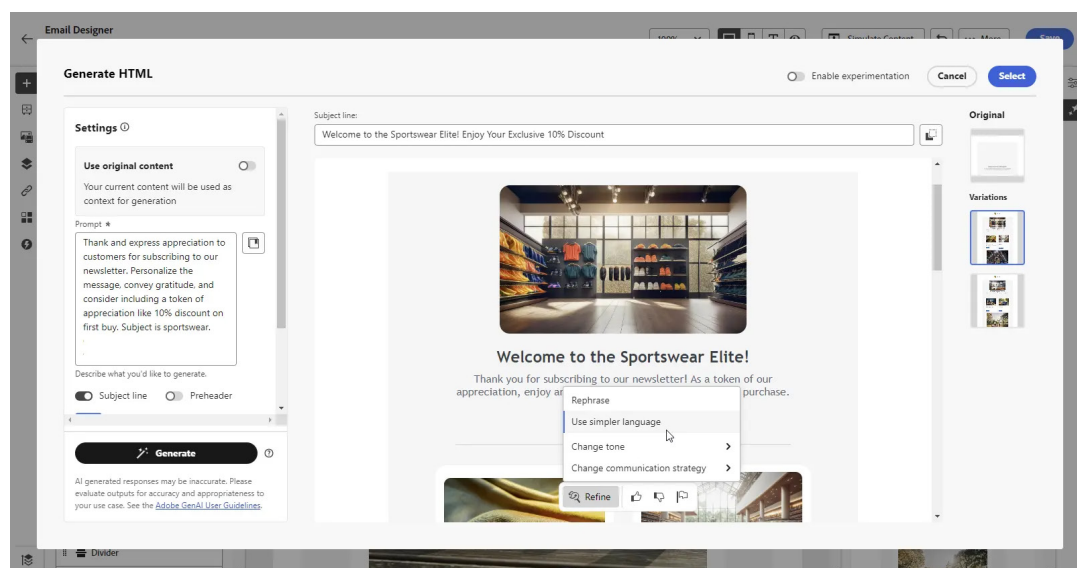 Email Designer
100%
Simulate Content
More
Save
Generate HTML
Enable experimentation
Cancel
Select
Settings
Use original content
Your current content will be used as
context for generation
Prompt *
Thank and express appreciation to
customers for subscribing to our
newsletter. Personalize the
message, convey gratitude, and
consider including a token of
appreciation like 10% discount on
first buy. Subject is sportswear.
Describe what you'd like to generate.
Subject line
Preheader
Generate
AI generated responses may be inaccurate. Please
evaluate outputs for accuracy and appropriateness to
your use case. See the Adobe GenAI User Guidelines.
Subject line:
Welcome to the Sportswear Elite! Enjoy Your Exclusive 10% Discount
Welcome to the Sportswear Elite!
Thank you for subscribing to our newsletter! As a token of our
appreciation, enjoy purchase.
Rephrase
Use simpler language
Change tone
Change communication strategy
Refine
Original
Variations
Divider